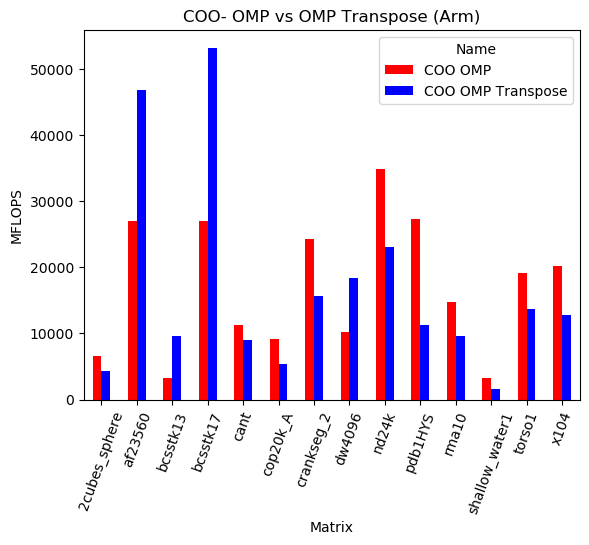 COO- OMP vs OMP Transpose (Arm)
Name
COO OMP
COO OMP Transpose
MFLOPS
50000
40000
30000
20000
10000
0
2cubes_sphere
af23560
bcsstk13
bcsstk17
cant
cop20k_A
crankseg_2
dw4096
nd24k
pdb1HYS
rma10
shallow_water1
torso1
x104
Matrix